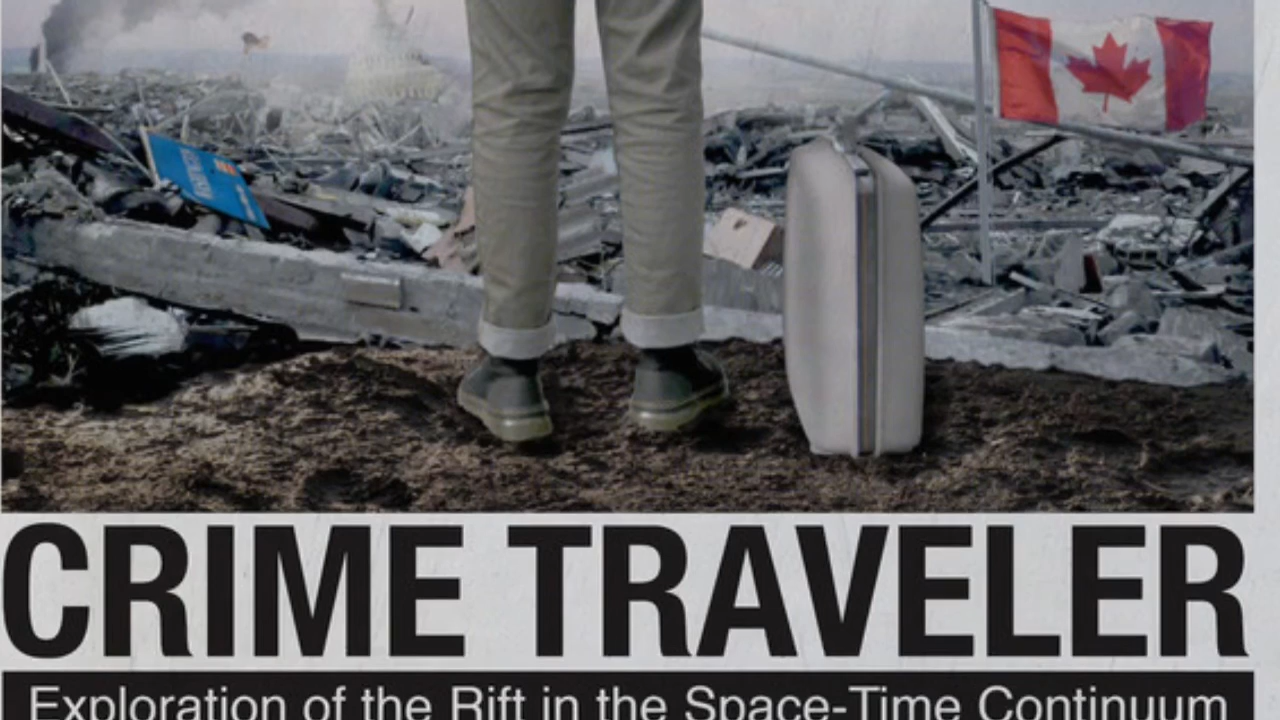 CRIME TRAVELER
Exploration of the Rift in the Space-Time Continuum